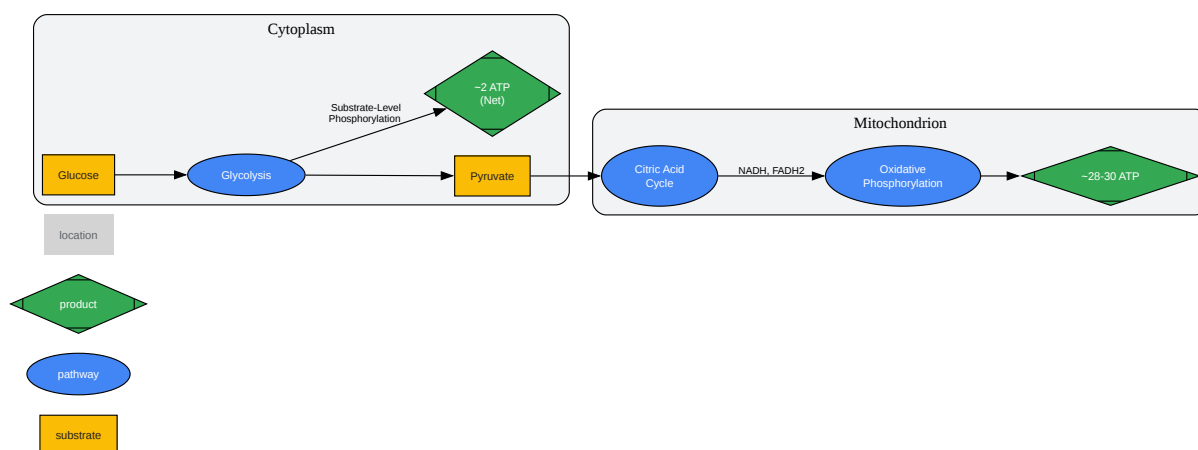 Cytoplasm
~2 ATP
(Net)
Substrate-Level
Phosphorylation
Glucose
Glycolysis
Pyruvate
Mitochondrion
Citric Acid
Cycle
NADH, FADH2
Oxidative
Phosphorylation
~28-30 ATP
location
product
pathway
substrate